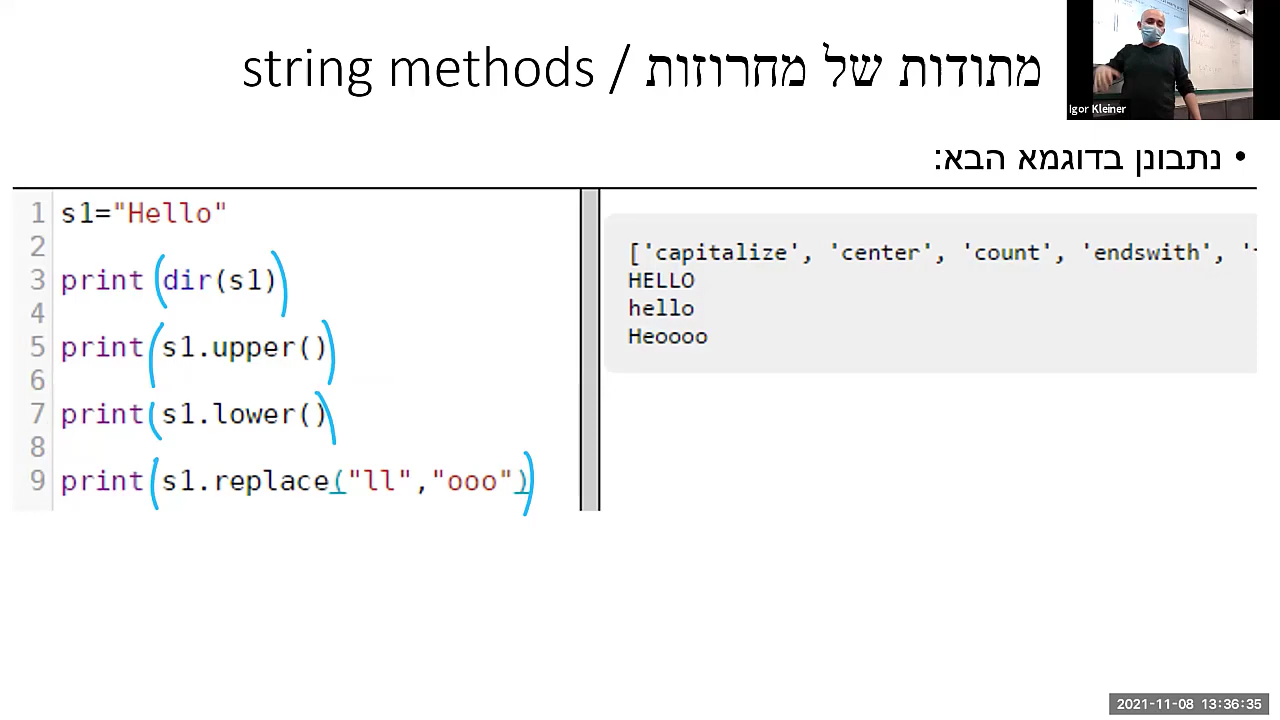 string methods / מתודות של מחרוזות
Igor Kleiner
• נתבונן בדוגמא הבא:
1 s1="Hello"
2
3 print (dir(s1))
4
5 print (s1.upper())
6
7 print (s1.lower())
8
9 print (s1.replace("ll","ooo"))
['capitalize', 'center', 'count', 'endswith', '
HELLO
hello
Heoooo
2021-11-08 13:36:35